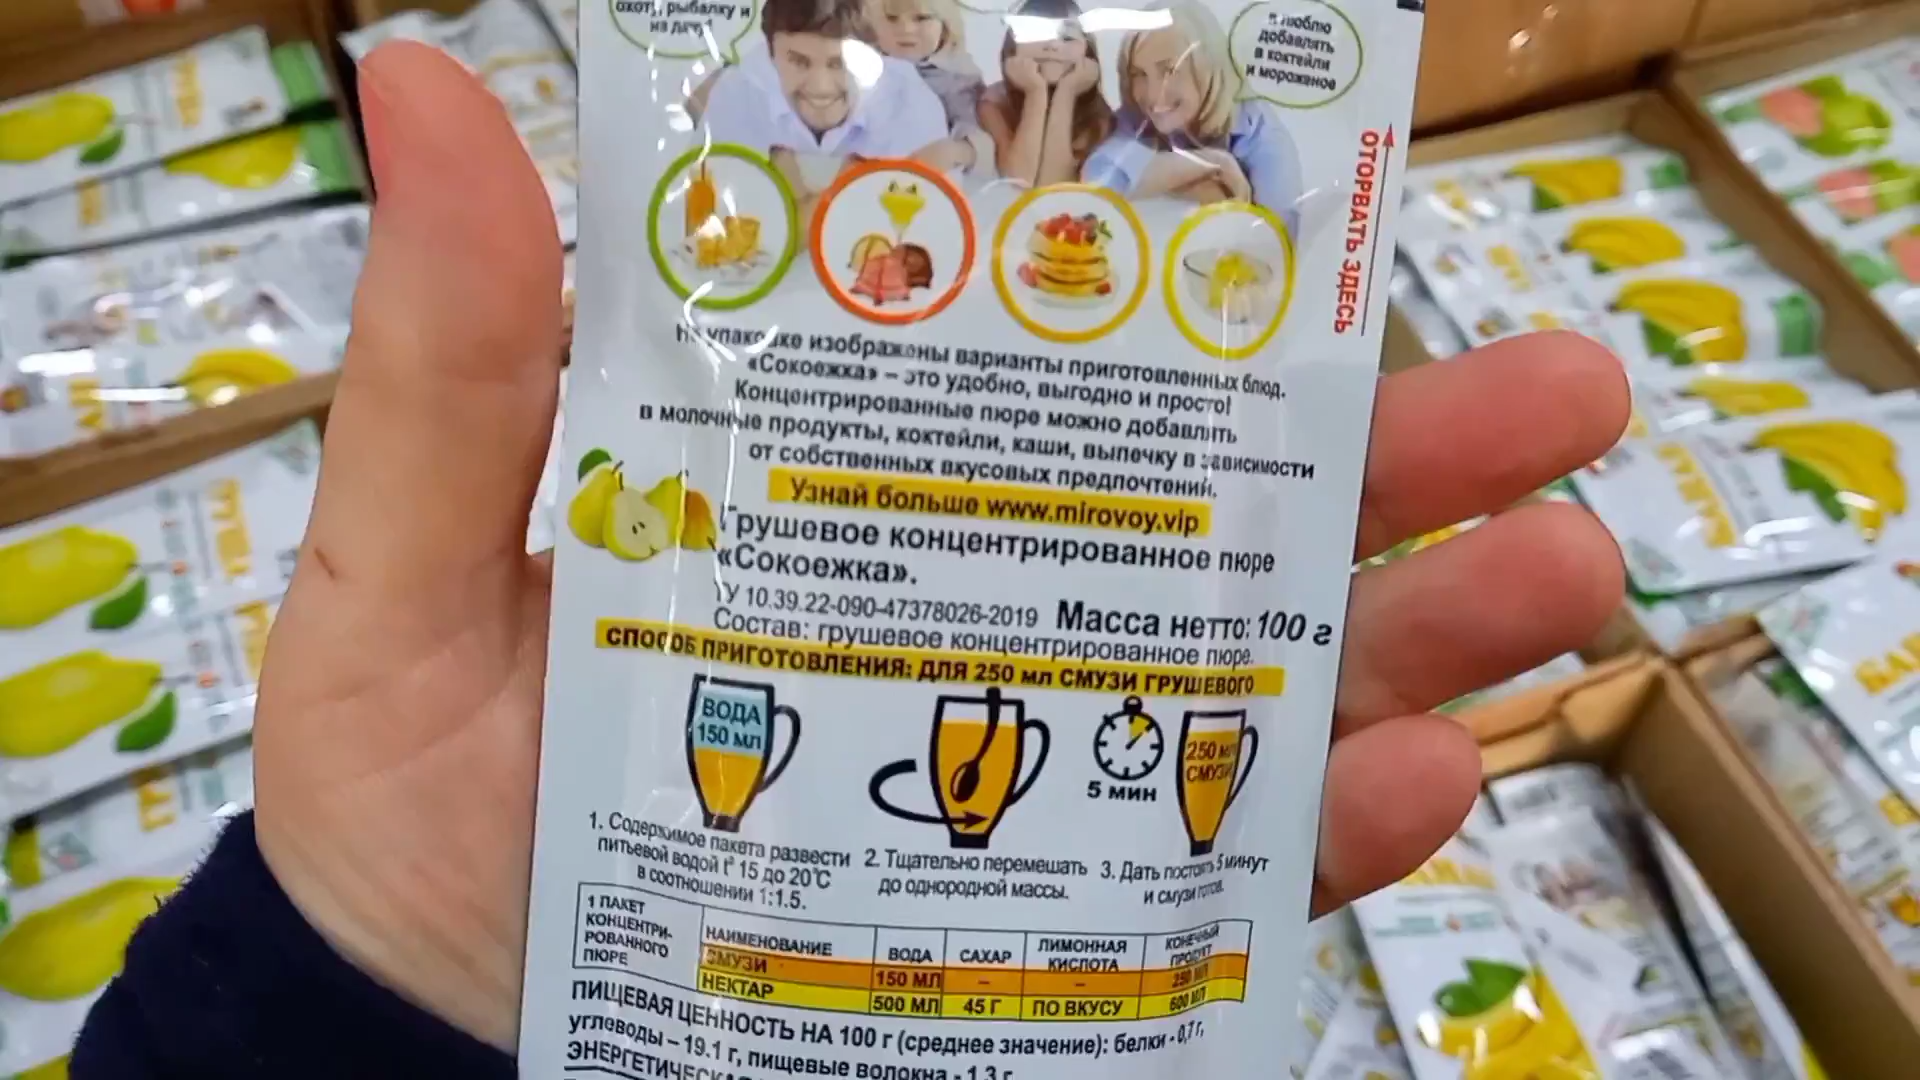 охоту, рыбалку и
на дачу!
Я люблю
добавлять
в коктейли
и мороженое
ОТОРВАТЬ ЗДЕСЬ
На упаковке изображены варианты приготовленных блюд.
«Сокоежка» – это удобно, выгодно и просто!
Концентрированные пюре можно добавлять
в молочные продукты, коктейли, каши, выпечку в зависимости
от собственных вкусовых предпочтений.
Узнай больше www.mirovoy.vip
Грушевое концентрированное пюре
«Сокоежка».
ТУ 10.39.22-090-47378026-2019 Масса нетто: 100 г
Состав: грушевое концентрированное пюре.
СПОСОБ ПРИГОТОВЛЕНИЯ: ДЛЯ 250 мл СМУЗИ ГРУШЕВОГО
ВОДА
150 мл
5 мин
250 мл
СМУЗИ
1. Содержимое пакета развести
питьевой водой t° 15 до 20°С
в соотношении 1:1.5.
2. Тщательно перемешать
до однородной массы.
3. Дать постоять 5 минут
и смузи готов.
1 ПАКЕТ
КОНЦЕНТРИ-
РОВАННОГО
ПЮРЕ
НАИМЕНОВАНИЕ ВОДА САХАР ЛИМОННАЯ КИСЛОТА КОНЕЧНЫЙ ПРОДУКТ
СМУЗИ 150 МЛ – – 250 МЛ
НЕКТАР 500 МЛ 45 Г ПО ВКУСУ 600 МЛ
ПИЩЕВАЯ ЦЕННОСТЬ НА 100 г (среднее значение): белки - 0,7 г,
углеводы – 19.1 г, пищевые волокна - 1.3 г.